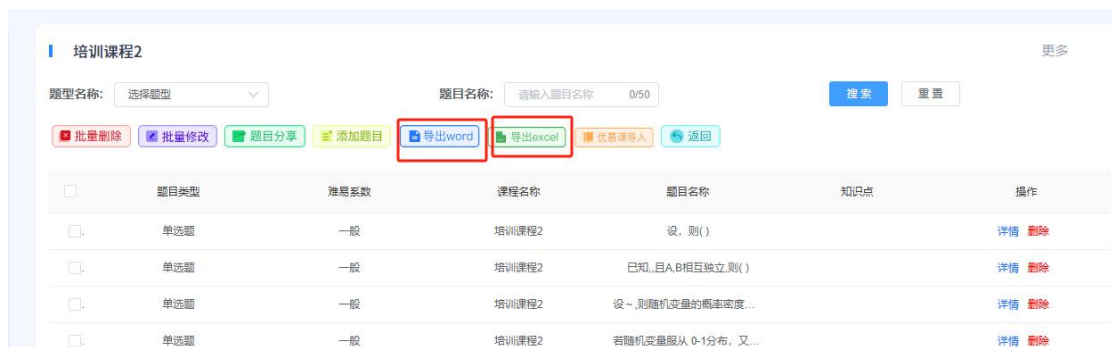 培训课程2 更多
题型名称: 选择题型 题目名称: 请输入题目名称 0/50 搜索 重置
批量删除 批量修改 题目分享 添加题目 导出word 导出excel 优慕课导入 返回
题目类型 难易系数 课程名称 题目名称 知识点 操作
单选题 一般 培训课程2 设，则( ) 详情 删除
单选题 一般 培训课程2 已知,,且A,B相互独立,则( ) 详情 删除
单选题 一般 培训课程2 设～,则随机变量的概率密度... 详情 删除
单选题 一般 培训课程2 若随机变量服从 0-1分布，又... 详情 删除